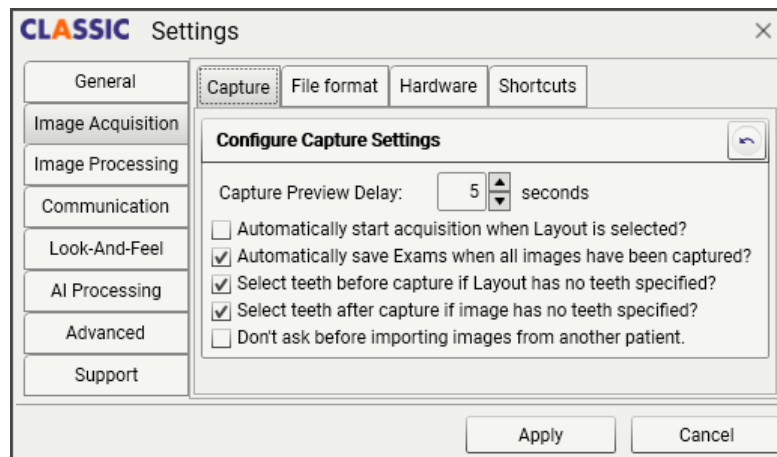 CLASSIC Settings
General
Image Acquisition
Image Processing
Communication
Look-And-Feel
AI Processing
Advanced
Support
Capture File format Hardware Shortcuts
Configure Capture Settings
Capture Preview Delay: 5 seconds
Automatically start acquisition when Layout is selected?
Automatically save Exams when all images have been captured?
Select teeth before capture if Layout has no teeth specified?
Select teeth after capture if image has no teeth specified?
Don't ask before importing images from another patient.
Apply Cancel